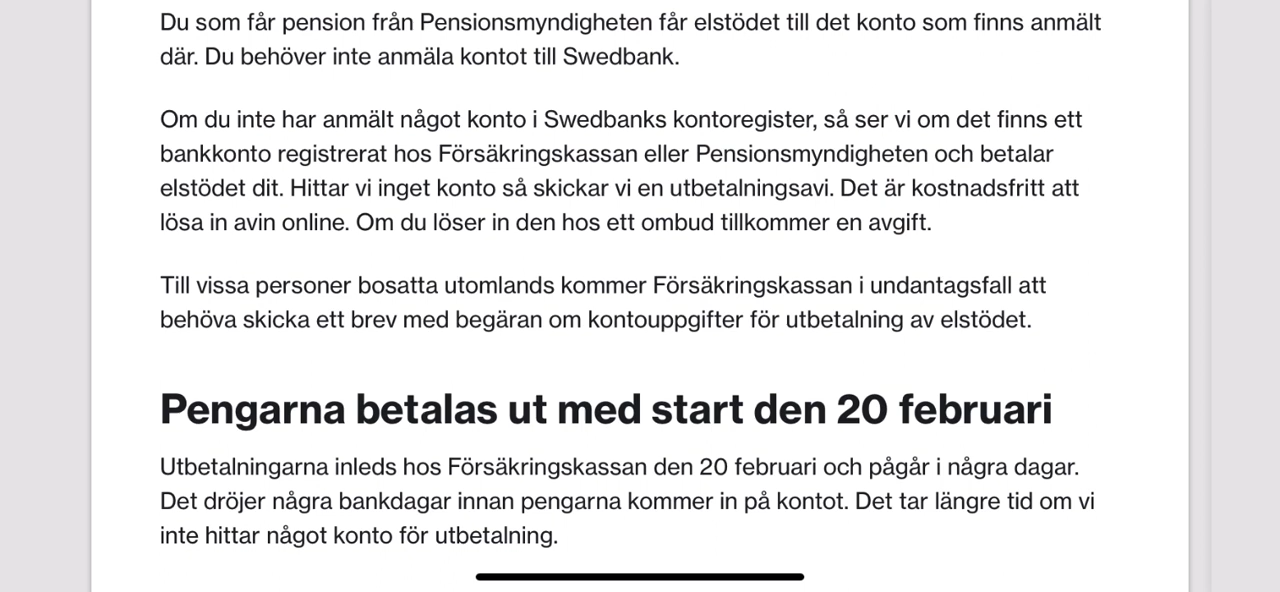 Du som får pension från Pensionsmyndigheten får elstödet till det konto som finns anmält
där. Du behöver inte anmäla kontot till Swedbank.
Om du inte har anmält något konto i Swedbanks kontoregister, så ser vi om det finns ett
bankkonto registrerat hos Försäkringskassan eller Pensionsmyndigheten och betalar
elstödet dit. Hittar vi inget konto så skickar vi en utbetalningsavi. Det är kostnadsfritt att
lösa in avin online. Om du löser in den hos ett ombud tillkommer en avgift.
Till vissa personer bosatta utomlands kommer Försäkringskassan i undantagsfall att
behöva skicka ett brev med begäran om kontouppgifter för utbetalning av elstödet.
Pengarna betalas ut med start den 20 februari
Utbetalningarna inleds hos Försäkringskassan den 20 februari och pågår i några dagar.
Det dröjer några bankdagar innan pengarna kommer in på kontot. Det tar längre tid om vi
inte hittar något konto för utbetalning.